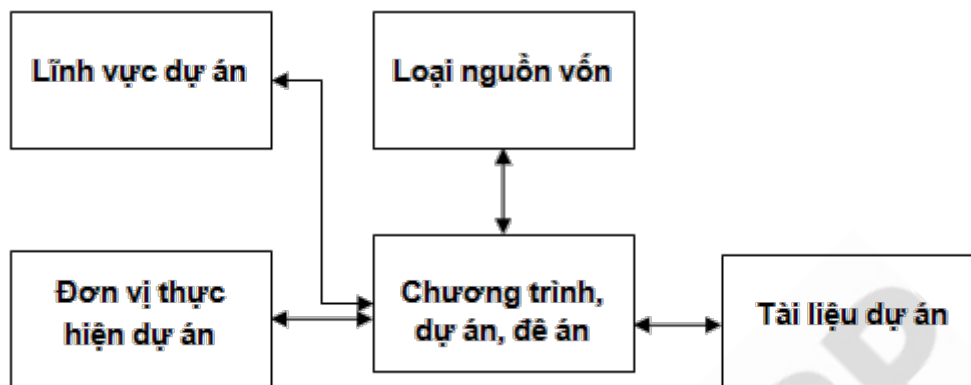 Lĩnh vực dự án
Loại nguồn vốn
Đơn vị thực
hiện dự án
Chương trình,
dự án, đề án
Tài liệu dự án